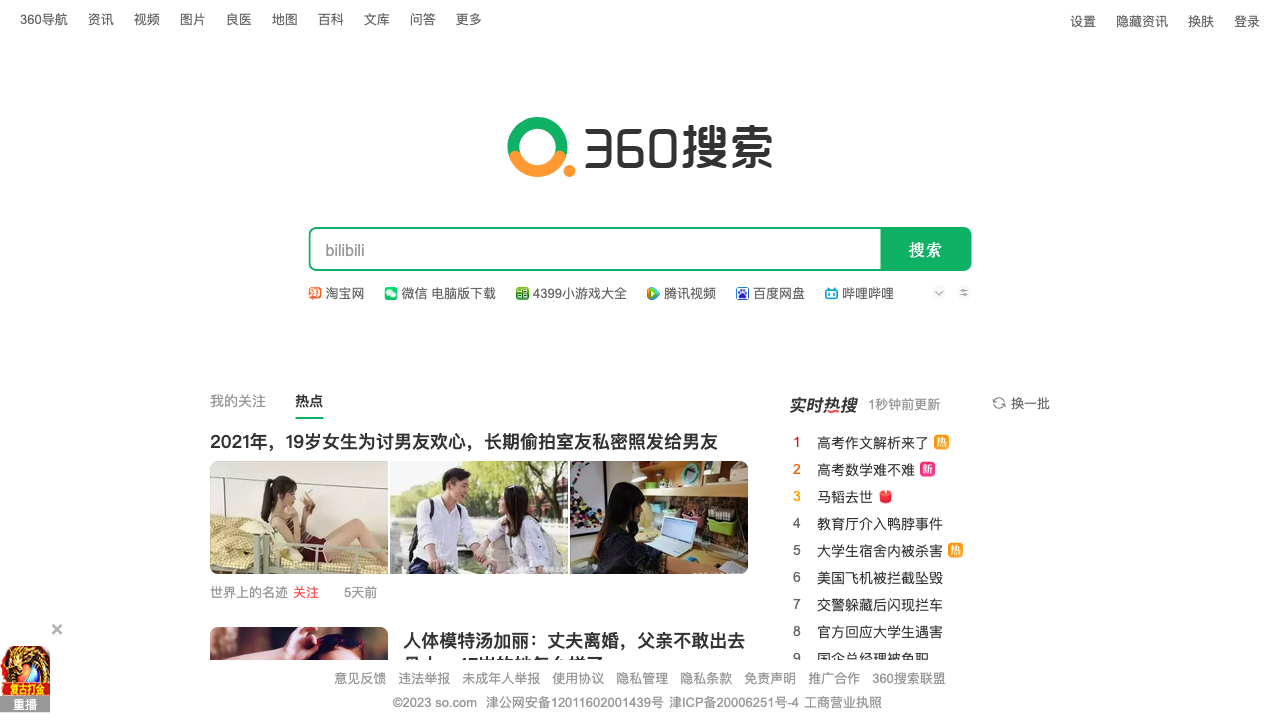 360导航 资讯 视频 图片 良医 地图 百科 文库 问答 更多 设置 隐藏资讯 换肤 登录
360搜索
bilibili 搜索
淘宝网 微信 电脑版下载 4399小游戏大全 腾讯视频 百度网盘 哔哩哔哩
我的关注 热点
2021年，19岁女生为讨男友欢心，长期偷拍室友私密照发给男友
世界上的名迹 关注 5天前
人体模特汤加丽：丈夫离婚，父亲不敢出去
实时热搜 1秒钟前更新 换一批
1 高考作文解析来了 热
2 高考数学难不难 新
3 马韬去世
4 教育厅介入鸭脖事件
5 大学生宿舍内被杀害 热
6 美国飞机被拦截坠毁
7 交警躲藏后闪现拦车
8 官方回应大学生遇害
9 国企总经理被免职
复古打金
重播
意见反馈 违法举报 未成年人举报 使用协议 隐私管理 隐私条款 免责声明 推广合作 360搜索联盟
©2023 so.com 津公网安备12011602001439号 津ICP备20006251号-4 工商营业执照